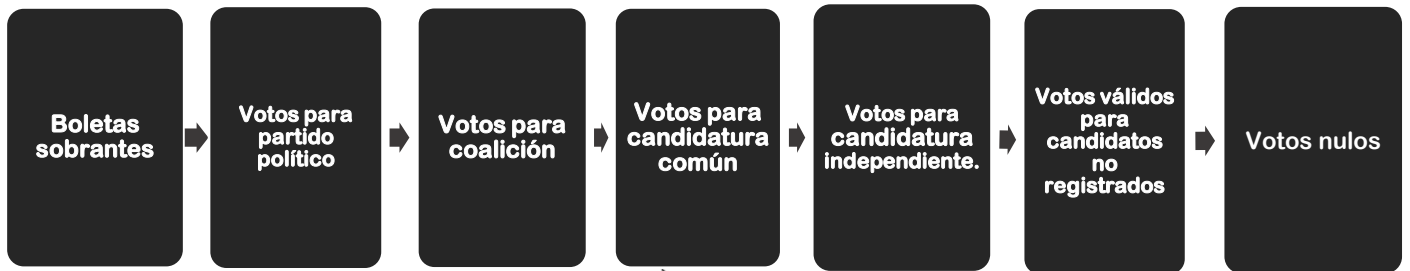 Boletas
sobrantes
Votos para
partido
político
Votos para
coalición
Votos para
candidatura
común
Votos para
candidatura
independiente.
Votos válidos
para
candidatos
no
registrados
Votos nulos